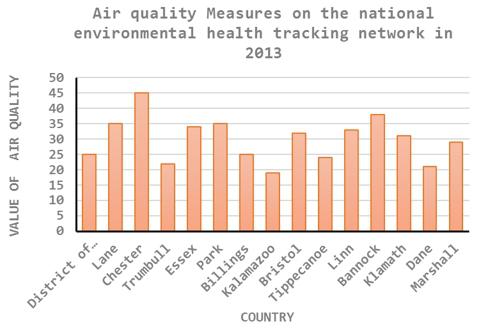 Air quality Measures on the national
environmental health tracking network in
2013
VALUE OF AIR QUALITY
50
45
40
35
30
25
20
15
10
5
0
District of…
Lane
Chester
Trumbull
Essex
Park
Billings
Kalamazoo
Bristol
Tippecanoe
Linn
Bannock
Klamath
Dane
Marshall
COUNTRY